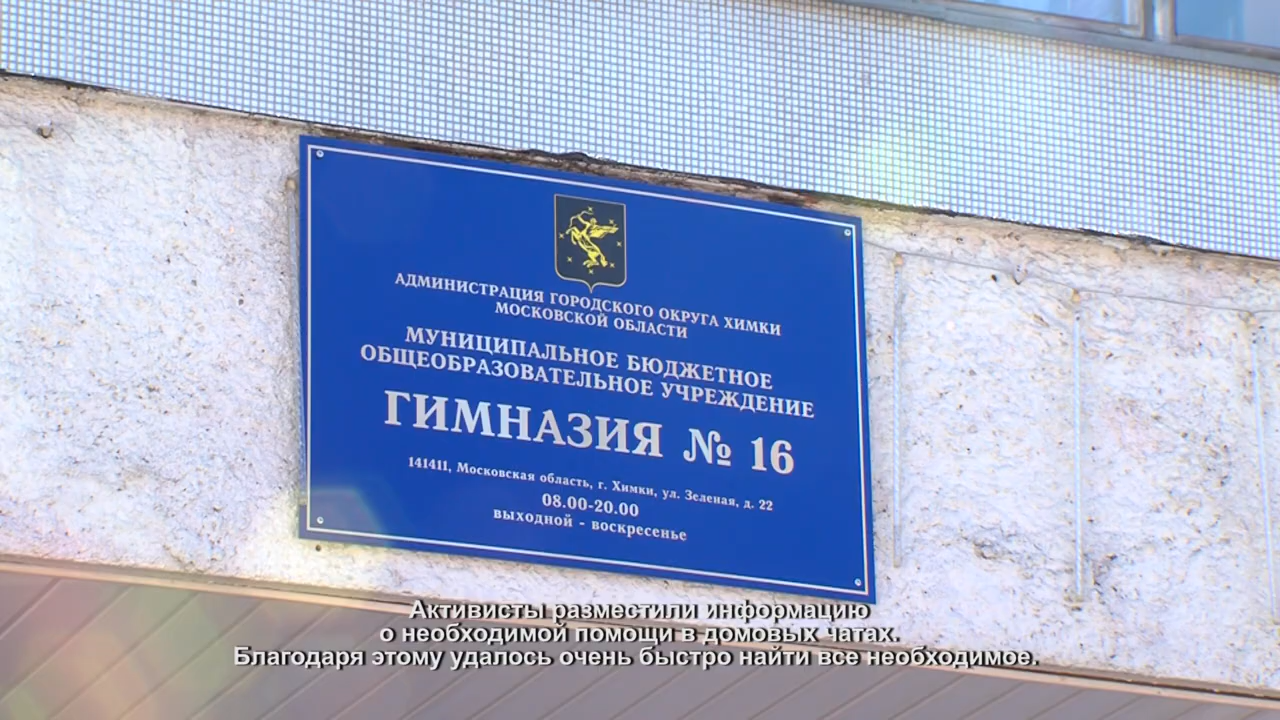 АДМИНИСТРАЦИЯ ГОРОДСКОГО ОКРУГА ХИМКИ
МОСКОВСКОЙ ОБЛАСТИ
МУНИЦИПАЛЬНОЕ БЮДЖЕТНОЕ
ОБЩЕОБРАЗОВАТЕЛЬНОЕ УЧРЕЖДЕНИЕ
ГИМНАЗИЯ № 16
141411, Московская область, г. Химки, ул. Зеленая, д. 22
08.00-20.00
выходной - воскресенье
Активисты разместили информацию
о необходимой помощи в домовых чатах.
Благодаря этому удалось очень быстро найти все необходимое.